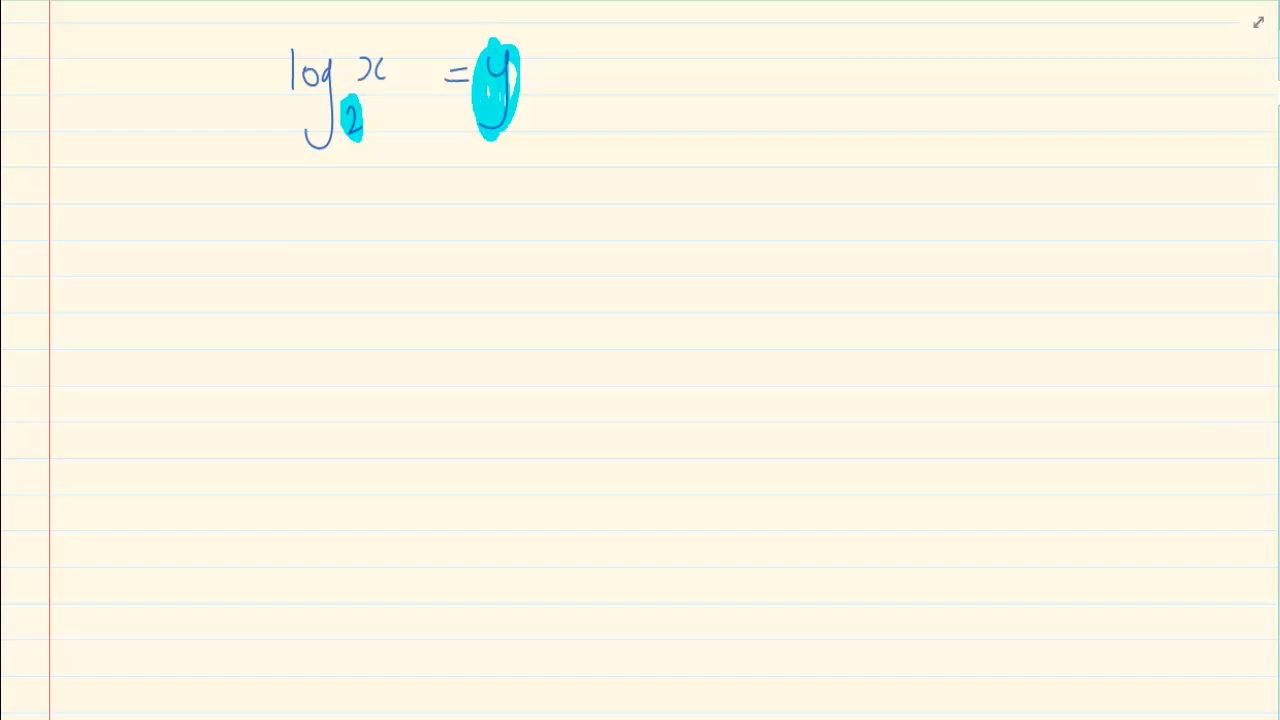 log₂ x = y